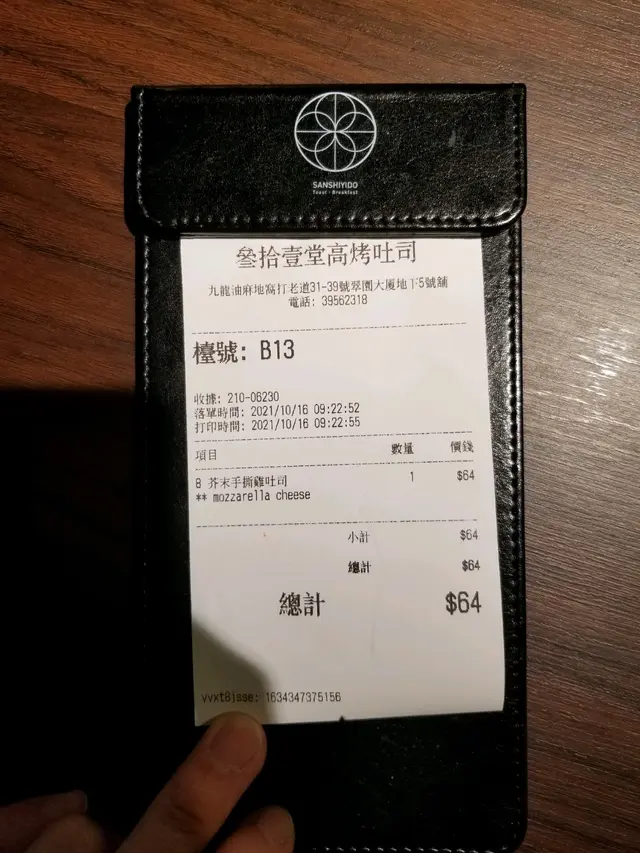 SANSHIYIDO
Toast · Breakfast
叄拾壹堂高烤吐司
九龍油麻地窩打老道31-39號翠園大廈地下5號舖
電話: 39562318
檯號: B13
收據: 210-06230
落單時間: 2021/10/16 09:22:52
打印時間: 2021/10/16 09:22:55
項目 數量 價錢
B 芥末手撕雞吐司 1 $64
** mozzarella cheese
小計 $64
總計 $64
總計 $64
vvxt8jsse: 1634347375156